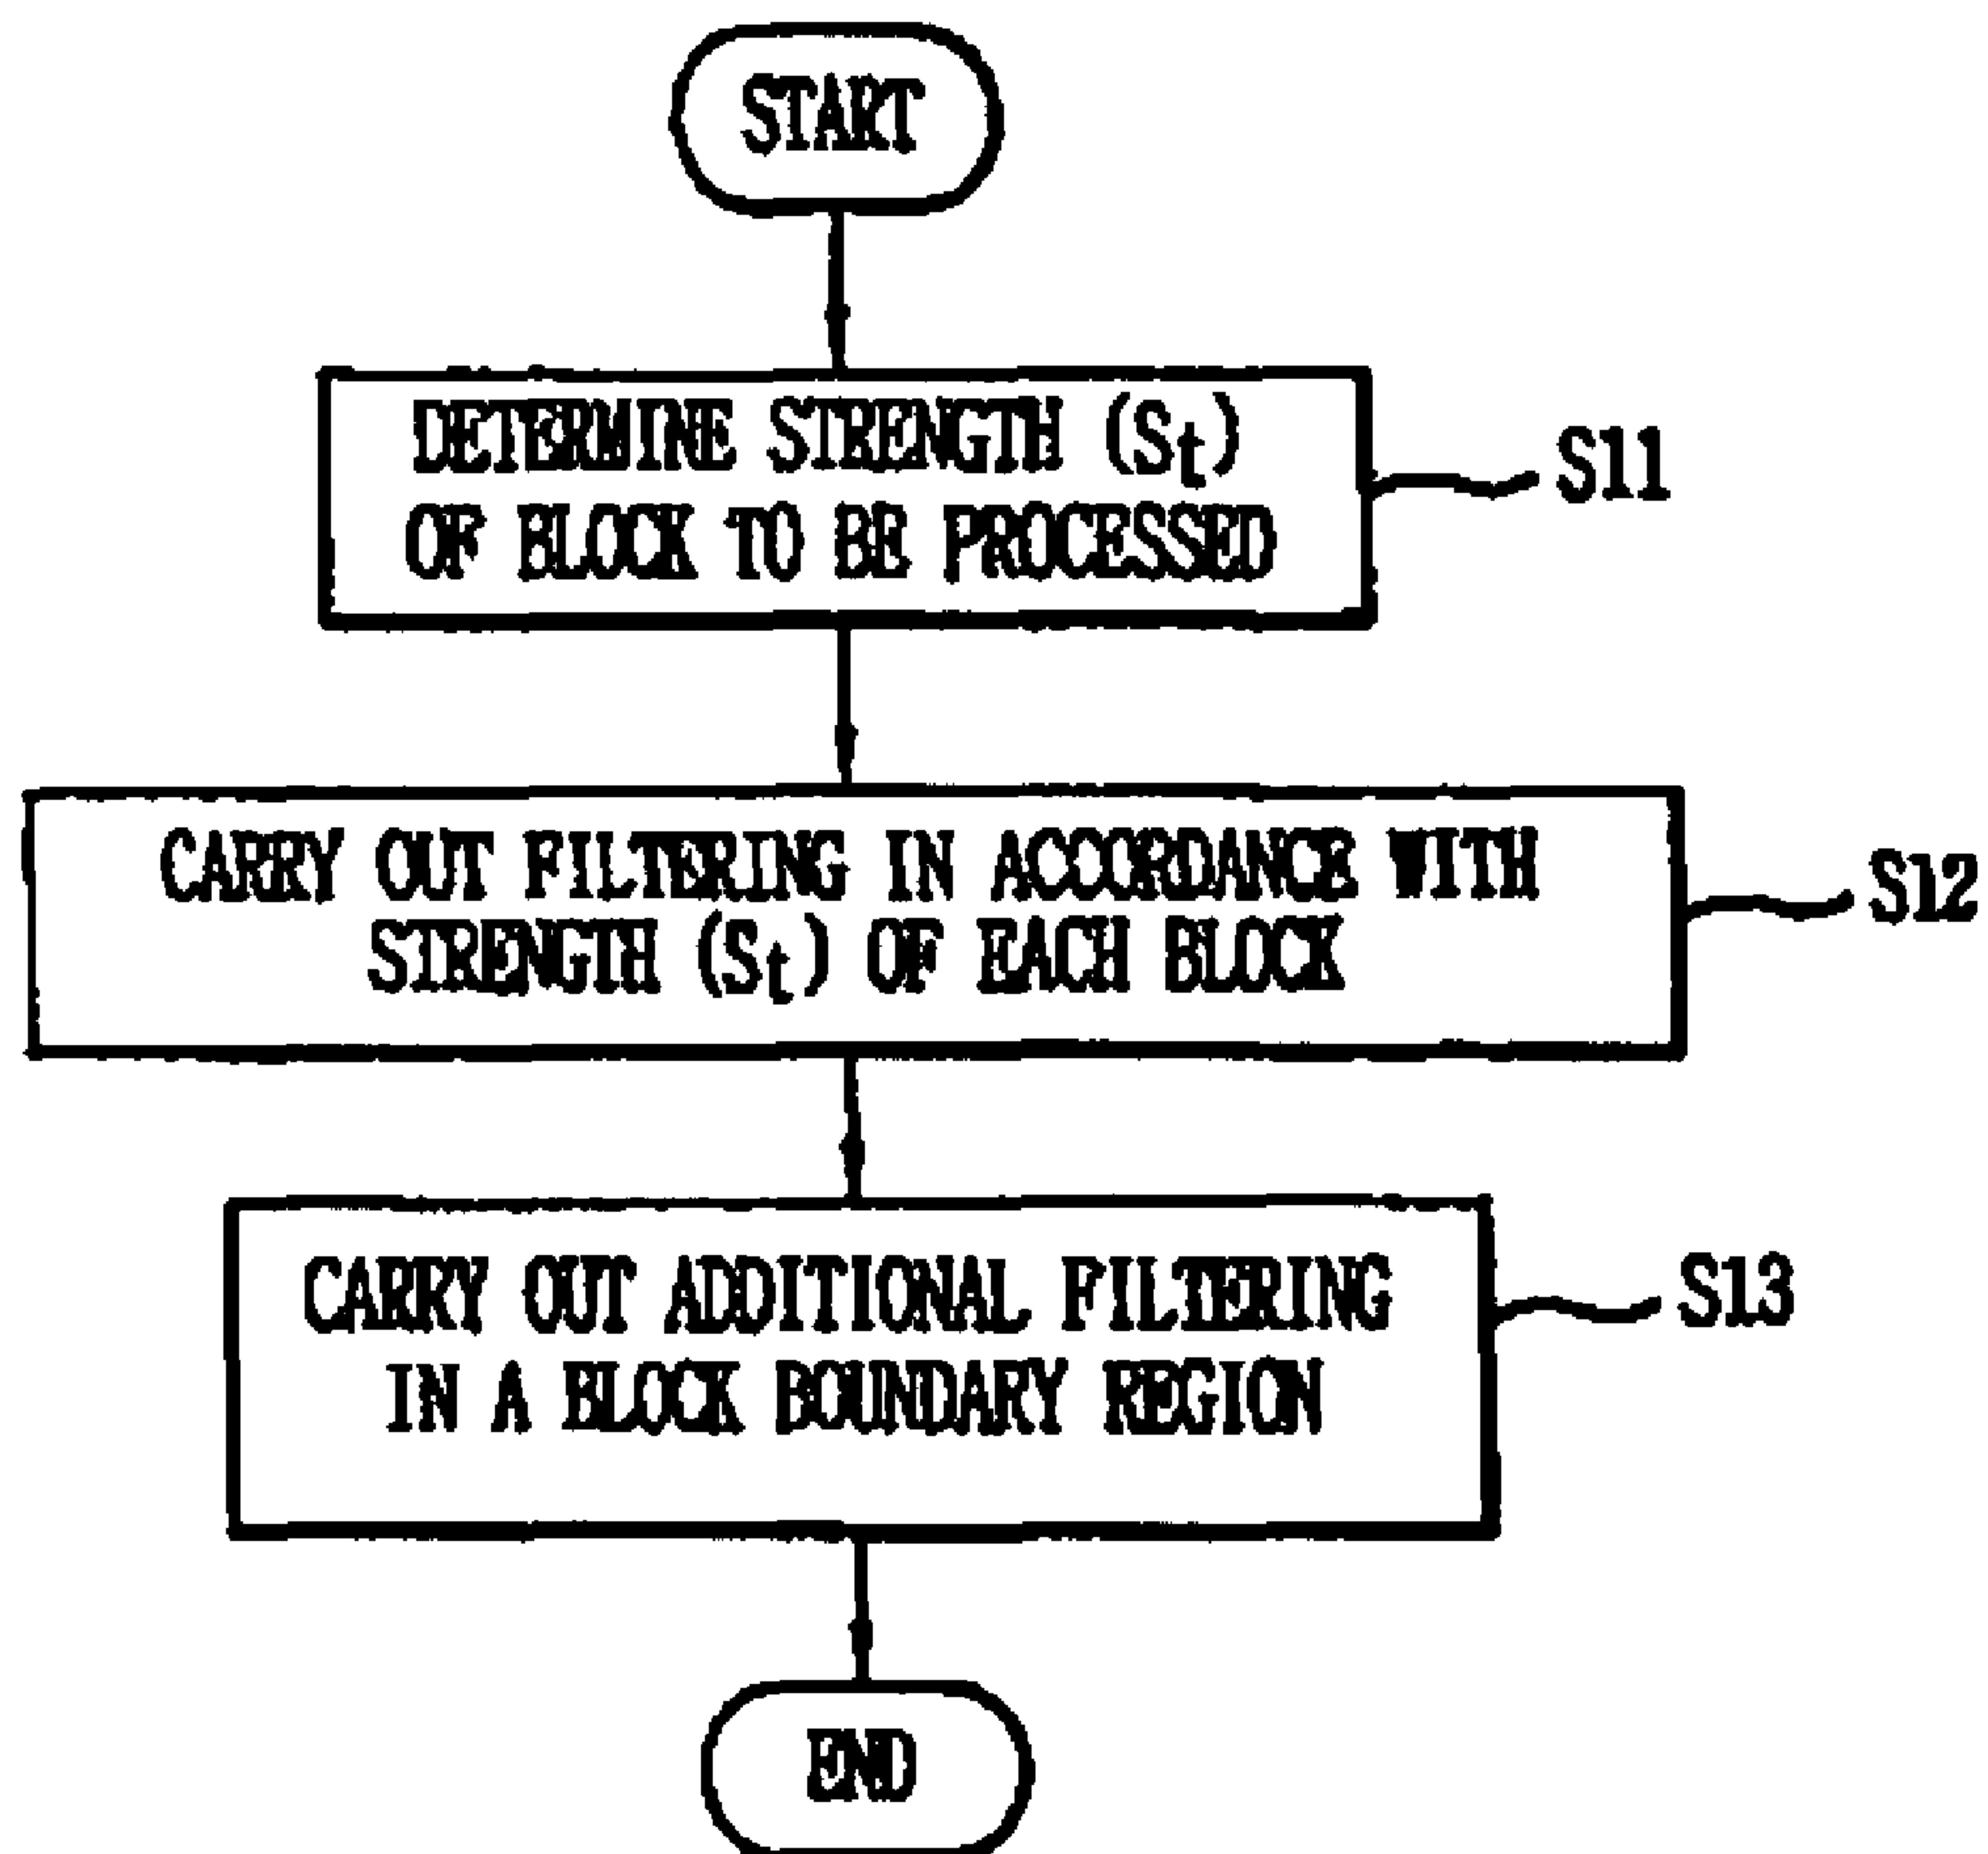 START
DETERMINE STRENGTH (St)
OF BLOCK TO BE PROCESSED
S11
CARRY OUT FILTERING IN ACCORDANCE WITH
STRENGTH (St) OF EACH BLOCK
S12
CARRY OUT ADDITIONAL FILTERING
IN A BLOCK BOUNDARY REGION
S13
END